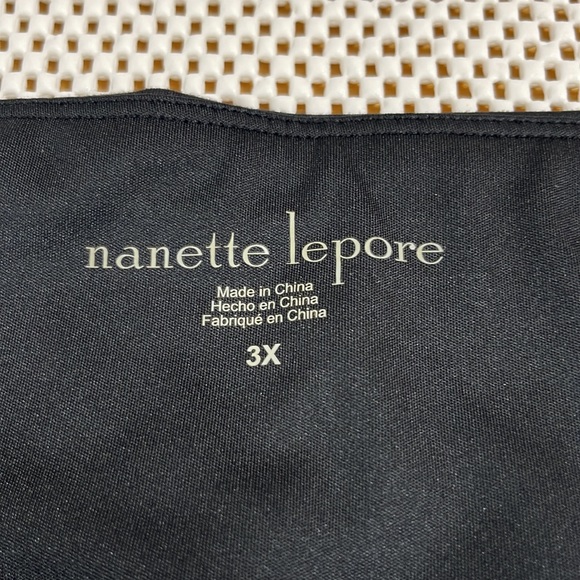 nanette lepore
Made in China
Hecho en China
Fabriqué en China
3X